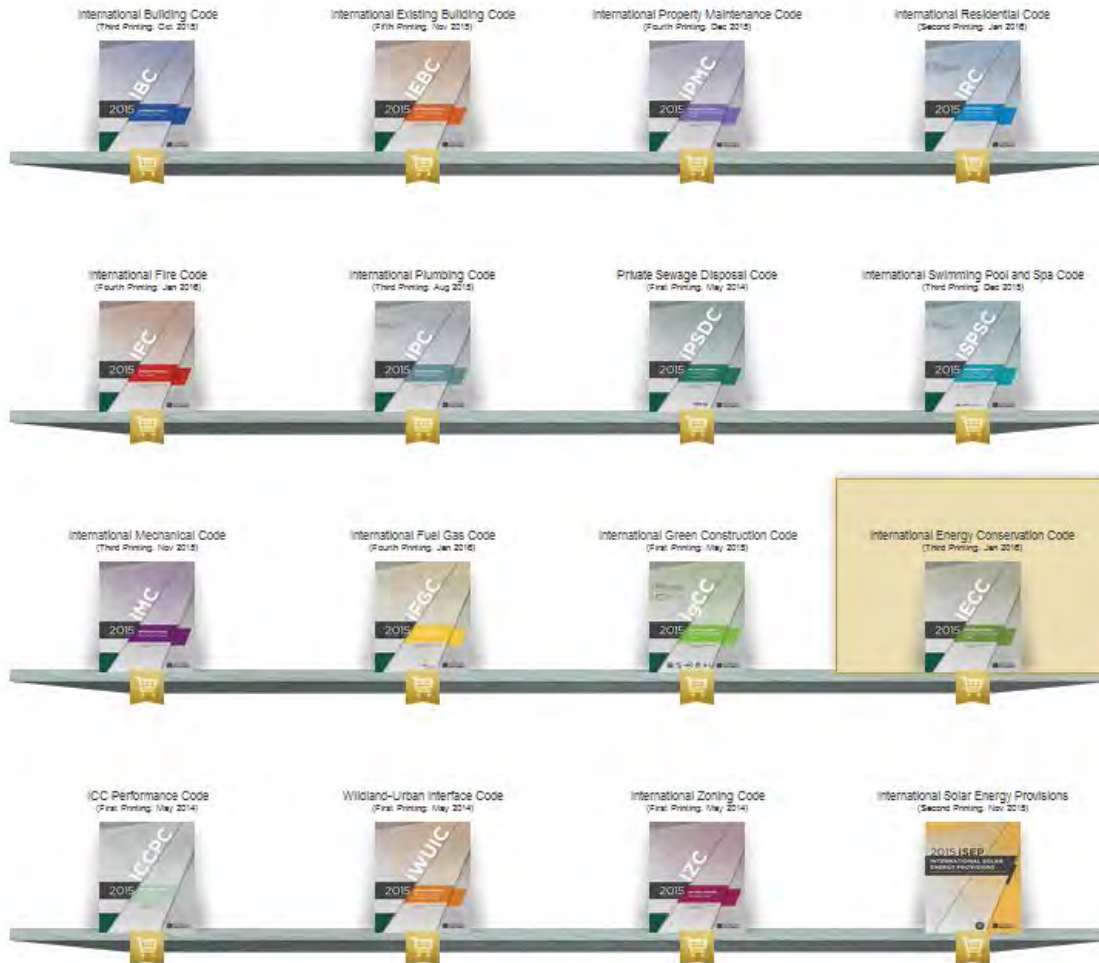 International Building Code
(Third Printing: Oct 2015)
IBC
2015
International Existing Building Code
(Fifth Printing: Nov 2015)
IEBC
2015
International Property Maintenance Code
(Fourth Printing: Dec 2015)
IPMC
2015
International Residential Code
(Second Printing: Jan 2016)
IRC
2015
International Fire Code
(Fourth Printing: Jan 2016)
IFC
2015
International Plumbing Code
(Third Printing: Aug 2015)
IPC
2015
Private Sewage Disposal Code
(First Printing: May 2014)
IPSDC
2015
International Swimming Pool and Spa Code
(Third Printing: Dec 2015)
ISPSC
2015
International Mechanical Code
(Third Printing: Nov 2015)
IMC
2015
International Fuel Gas Code
(Fourth Printing: Jan 2016)
IFGC
2015
International Green Construction Code
(First Printing: May 2015)
IgCC
2015
International Energy Conservation Code
(Third Printing: Jan 2016)
IECC
2015
ICC Performance Code
(First Printing: May 2014)
ICCPC
2015
Wildland-Urban Interface Code
(First Printing: May 2014)
IWUIC
2015
International Zoning Code
(First Printing: May 2014)
IZC
2015
International Solar Energy Provisions
(Second Printing: Nov 2015)
2015 ISEP
INTERNATIONAL SOLAR
ENERGY PROVISIONS